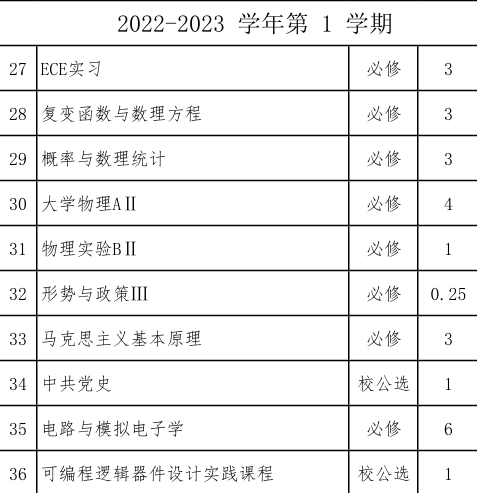 2022-2023 学年第 1 学期
27 ECE实习 必修 3
28 复变函数与数理方程 必修 3
29 概率与数理统计 必修 3
30 大学物理AⅡ 必修 4
31 物理实验BⅡ 必修 1
32 形势与政策Ⅲ 必修 0.25
33 马克思主义基本原理 必修 3
34 中共党史 校公选 1
35 电路与模拟电子学 必修 6
36 可编程逻辑器件设计实践课程 校公选 1